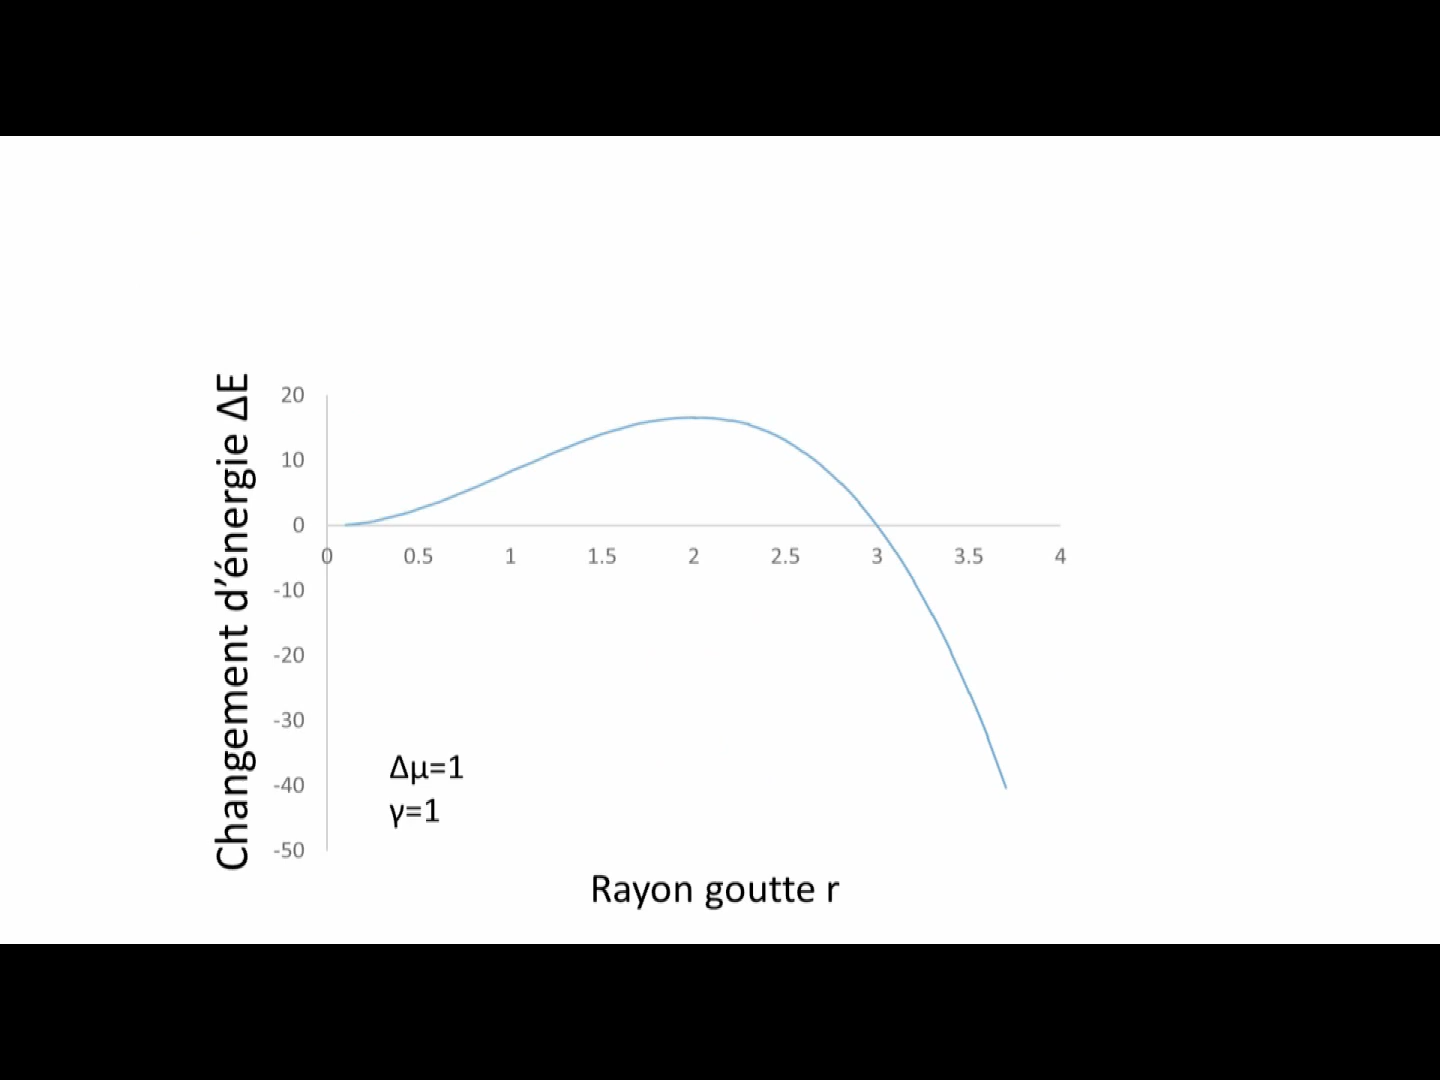 Changement d'énergie ΔE
20
10
0
-10
-20
-30
-40
-50
0 0.5 1 1.5 2 2.5 3 3.5 4
Δμ=1
γ=1
Rayon goutte r